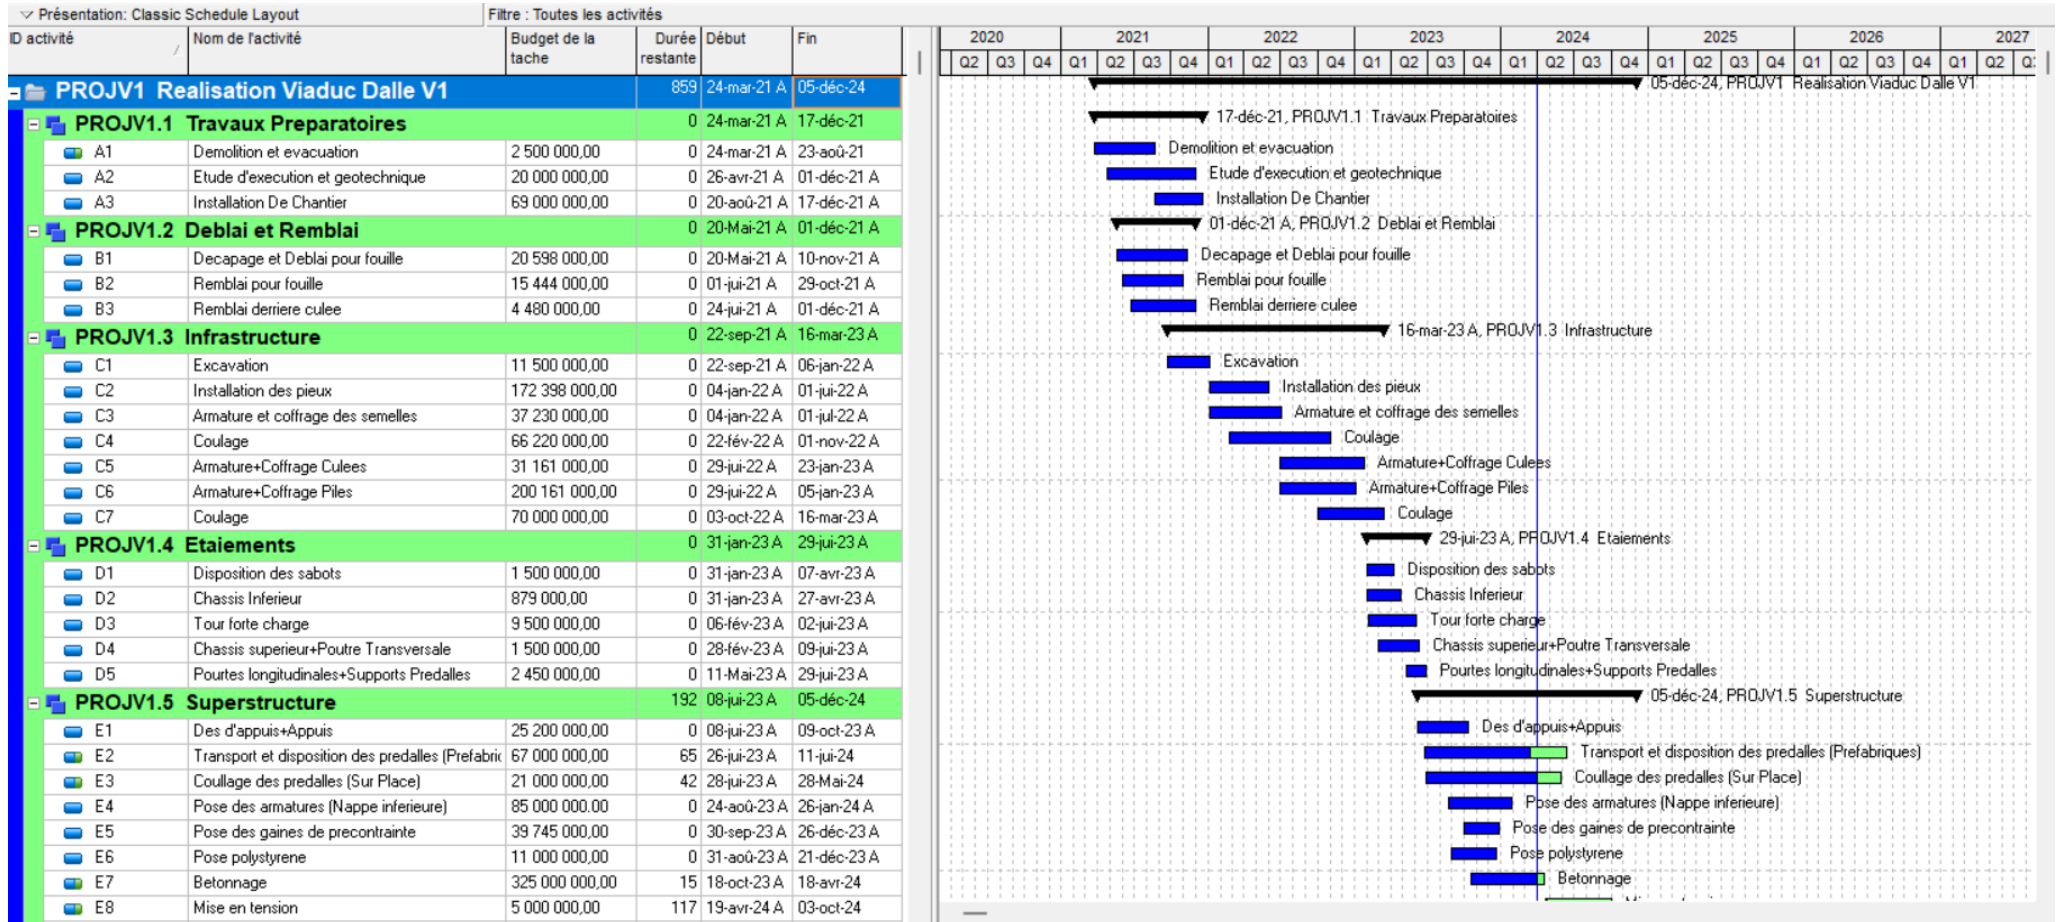 Présentation: Classic Schedule Layout Filtre : Toutes les activités
ID activité Nom de l'activité Budget de la tache Durée restante Début Fin
2020 2021 2022 2023 2024 2025 2026 2027
Q2 Q3 Q4 Q1 Q2 Q3 Q4 Q1 Q2 Q3 Q4 Q1 Q2 Q3 Q4 Q1 Q2 Q3 Q4 Q1 Q2 Q3 Q4 Q1 Q2 Q3 Q4 Q1 Q2
PROJV1 Realisation Viaduc Dalle V1 859 24-mar-21 A 05-déc-24 05-déc-24, PROJV1 Realisation Viaduc Dalle V1
PROJV1.1 Travaux Preparatoires 0 24-mar-21 A 17-déc-21 17-déc-21, PROJV1.1 Travaux Preparatoires
A1 Demolition et evacuation 2 500 000,00 0 24-mar-21 A 23-aoû-21 Demolition et evacuation
A2 Etude d'execution et geotechnique 20 000 000,00 0 26-avr-21 A 01-déc-21 A Etude d'execution et geotechnique
A3 Installation De Chantier 69 000 000,00 0 20-aoû-21 A 17-déc-21 A Installation De Chantier
PROJV1.2 Deblai et Remblai 0 20-Mai-21 A 01-déc-21 A 01-déc-21 A, PROJV1.2 Deblai et Remblai
B1 Decapage et Deblai pour fouille 20 598 000,00 0 20-Mai-21 A 10-nov-21 A Decapage et Deblai pour fouille
B2 Remblai pour fouille 15 444 000,00 0 01-jui-21 A 29-oct-21 A Remblai pour fouille
B3 Remblai derriere culee 4 480 000,00 0 24-jui-21 A 01-déc-21 A Remblai derriere culee
PROJV1.3 Infrastructure 0 22-sep-21 A 16-mar-23 A 16-mar-23 A, PROJV1.3 Infrastructure
C1 Excavation 11 500 000,00 0 22-sep-21 A 06-jan-22 A Excavation
C2 Installation des pieux 172 398 000,00 0 04-jan-22 A 01-jui-22 A Installation des pieux
C3 Armature et coffrage des semelles 37 230 000,00 0 04-jan-22 A 01-jul-22 A Armature et coffrage des semelles
C4 Coulage 66 220 000,00 0 22-fév-22 A 01-nov-22 A Coulage
C5 Armature+Coffrage Culees 31 161 000,00 0 29-jui-22 A 23-jan-23 A Armature+Coffrage Culees
C6 Armature+Coffrage Piles 200 161 000,00 0 29-jui-22 A 05-jan-23 A Armature+Coffrage Piles
C7 Coulage 70 000 000,00 0 03-oct-22 A 16-mar-23 A Coulage
PROJV1.4 Etaiements 0 31-jan-23 A 29-jui-23 A 29-jui-23 A, PROJV1.4 Etaiements
D1 Disposition des sabots 1 500 000,00 0 31-jan-23 A 07-avr-23 A Disposition des sabots
D2 Chassis Inferieur 879 000,00 0 31-jan-23 A 27-avr-23 A Chassis Inferieur
D3 Tour forte charge 9 500 000,00 0 06-fév-23 A 02-jui-23 A Tour forte charge
D4 Chassis superieur+Poutre Transversale 1 500 000,00 0 28-fév-23 A 09-jui-23 A Chassis superieur+Poutre Transversale
D5 Pourtes longitudinales+Supports Predalles 2 450 000,00 0 11-Mai-23 A 29-jui-23 A Pourtes longitudinales+Supports Predalles
PROJV1.5 Superstructure 192 08-jui-23 A 05-déc-24 05-déc-24, PROJV1.5 Superstructure
E1 Des d'appuis+Appuis 25 200 000,00 0 08-jui-23 A 09-oct-23 A Des d'appuis+Appuis
E2 Transport et disposition des predalles (Prefabric 67 000 000,00 65 26-jui-23 A 11-jui-24 Transport et disposition des predalles (Prefabriques)
E3 Coullage des predalles (Sur Place) 21 000 000,00 42 28-jui-23 A 28-Mai-24 Coullage des predalles (Sur Place)
E4 Pose des armatures (Nappe inferieure) 85 000 000.00 0 24-aoû-23 A 26-jan-24 A Pose des armatures (Nappe inferieure)
E5 Pose des gaines de precontrainte 39 745 000,00 0 30-sep-23 A 26-déc-23 A Pose des gaines de precontrainte
E6 Pose polystyrene 11 000 000,00 0 31-aoû-23 A 21-déc-23 A Pose polystyrene
E7 Betonnage 325 000 000,00 15 18-oct-23 A 18-avr-24 Betonnage
E8 Mise en tension 5 000 000,00 117 19-avr-24 A 03-oct-24